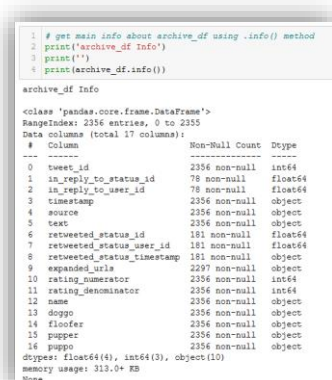 1 # get main info about archive_df using .info() method
2 print('archive_df Info')
3 print('')
4 print(archive_df.info())
archive_df Info
<class 'pandas.core.frame.DataFrame'>
RangeIndex: 2356 entries, 0 to 2355
Data columns (total 17 columns):
# Column Non-Null Count Dtype
--- ------ -------------- -----
0 tweet_id 2356 non-null int64
1 in_reply_to_status_id 78 non-null float64
2 in_reply_to_user_id 78 non-null float64
3 timestamp 2356 non-null object
4 source 2356 non-null object
5 text 2356 non-null object
6 retweeted_status_id 181 non-null float64
7 retweeted_status_user_id 181 non-null float64
8 retweeted_status_timestamp 181 non-null object
9 expanded_urls 2297 non-null object
10 rating_numerator 2356 non-null int64
11 rating_denominator 2356 non-null int64
12 name 2356 non-null object
13 doggo 2356 non-null object
14 floofer 2356 non-null object
15 pupper 2356 non-null object
16 puppo 2356 non-null object
dtypes: float64(4), int64(3), object(10)
memory usage: 313.0+ KB
None